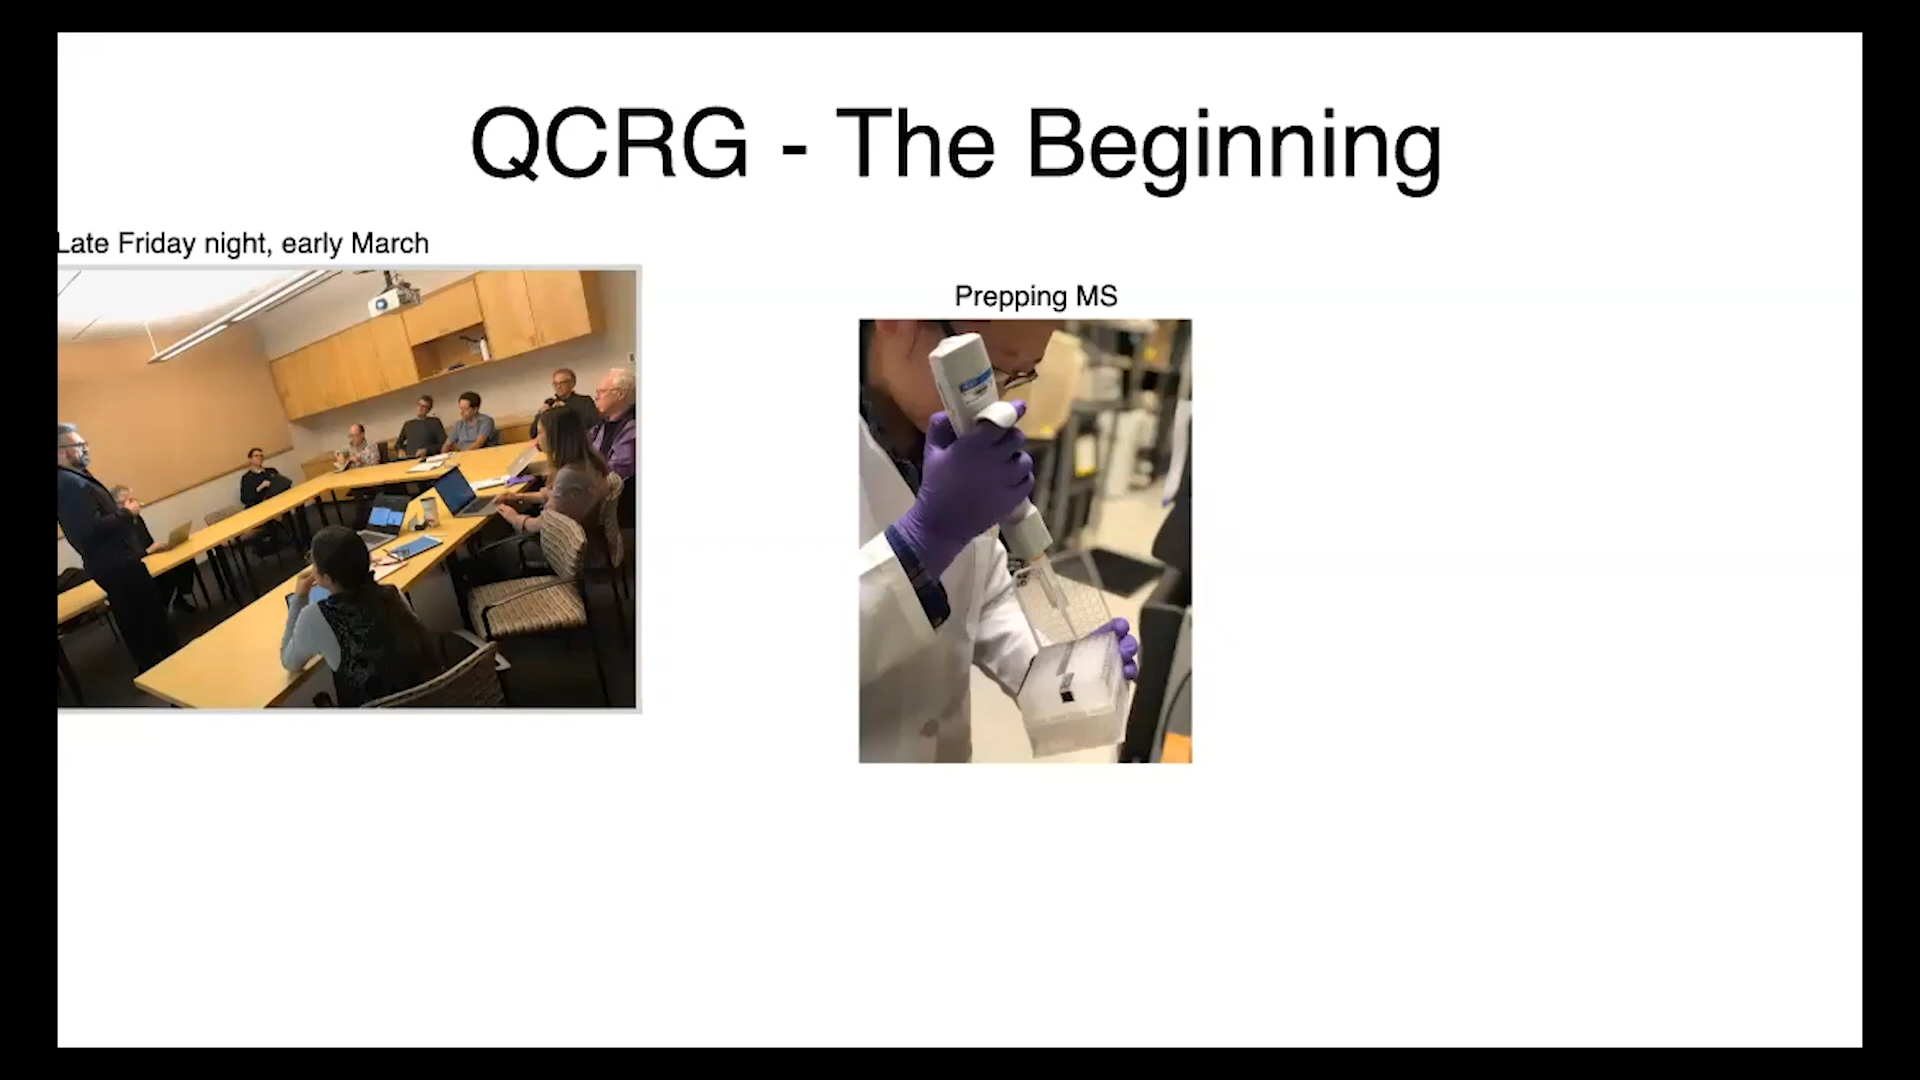 QCRG - The Beginning
Late Friday night, early March
Prepping MS